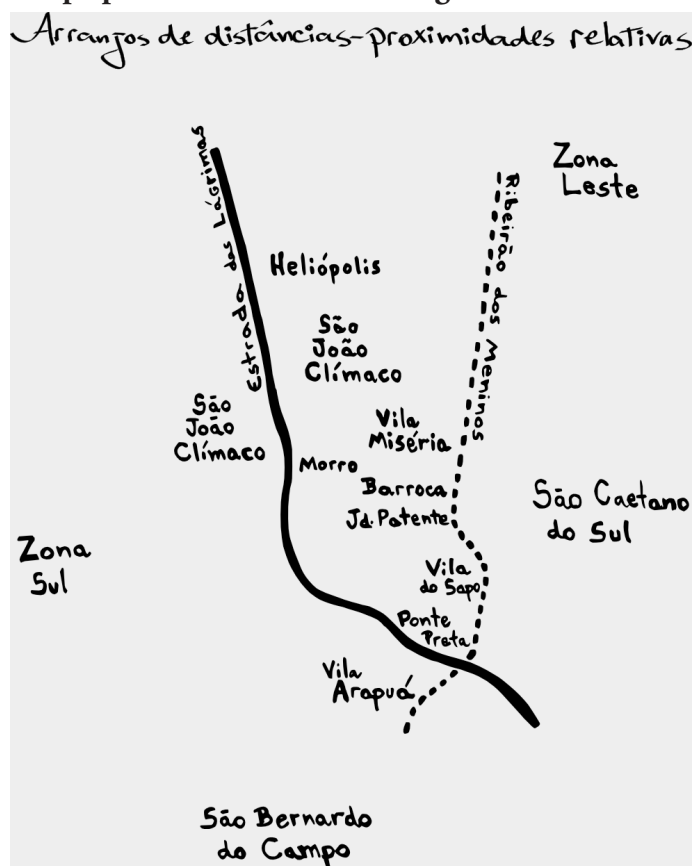 Arranjos de distâncias-proximidades relativas
Estrada das Lágrimas
Ribeirão dos Meninos
Zona
Leste
Heliópolis
São
João
Clímaco
São
João
Clímaco
Vila
Miséria
Morro
Barroca
Jd. Patente
São Caetano
do Sul
Zona
Sul
Vila
do Sapo
Ponte
Preta
Vila
Arapuá
São Bernardo
do Campo